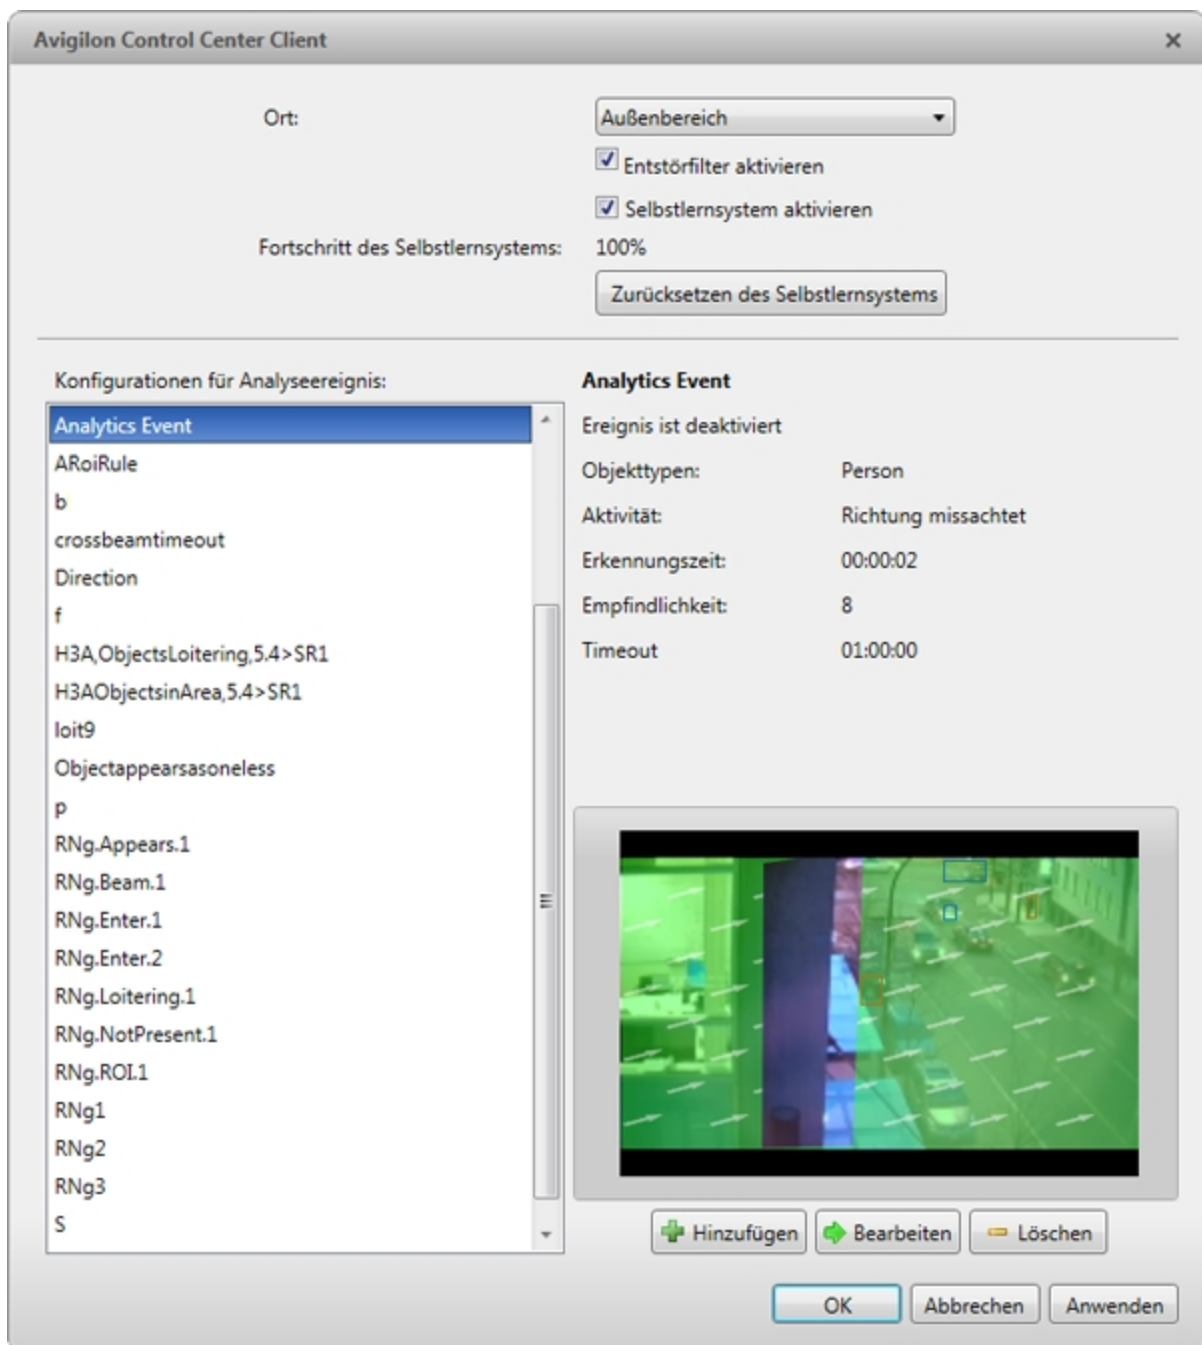 Avigilon Control Center Client
Ort:
Außenbereich
Entstörfilter aktivieren
Selbstlernsystem aktivieren
Fortschritt des Selbstlernsystems:
100%
Zurücksetzen des Selbstlernsystems
Konfigurationen für Analyseereignis:
Analytics Event
ARoiRule
b
crossbeamtimeout
Direction
f
H3A,ObjectsLoitering,5.4>SR1
H3AObjectsinArea,5.4>SR1
loit9
Objectappearsasoneless
p
RNg.Appears.1
RNg.Beam.1
RNg.Enter.1
RNg.Enter.2
RNg.Loitering.1
RNg.NotPresent.1
RNg.ROI.1
RNg1
RNg2
RNg3
S
Analytics Event
Ereignis ist deaktiviert
Objekttypen: Person
Aktivität: Richtung missachtet
Erkennungszeit: 00:00:02
Empfindlichkeit: 8
Timeout 01:00:00
Hinzufügen
Bearbeiten
Löschen
OK
Abbrechen
Anwenden